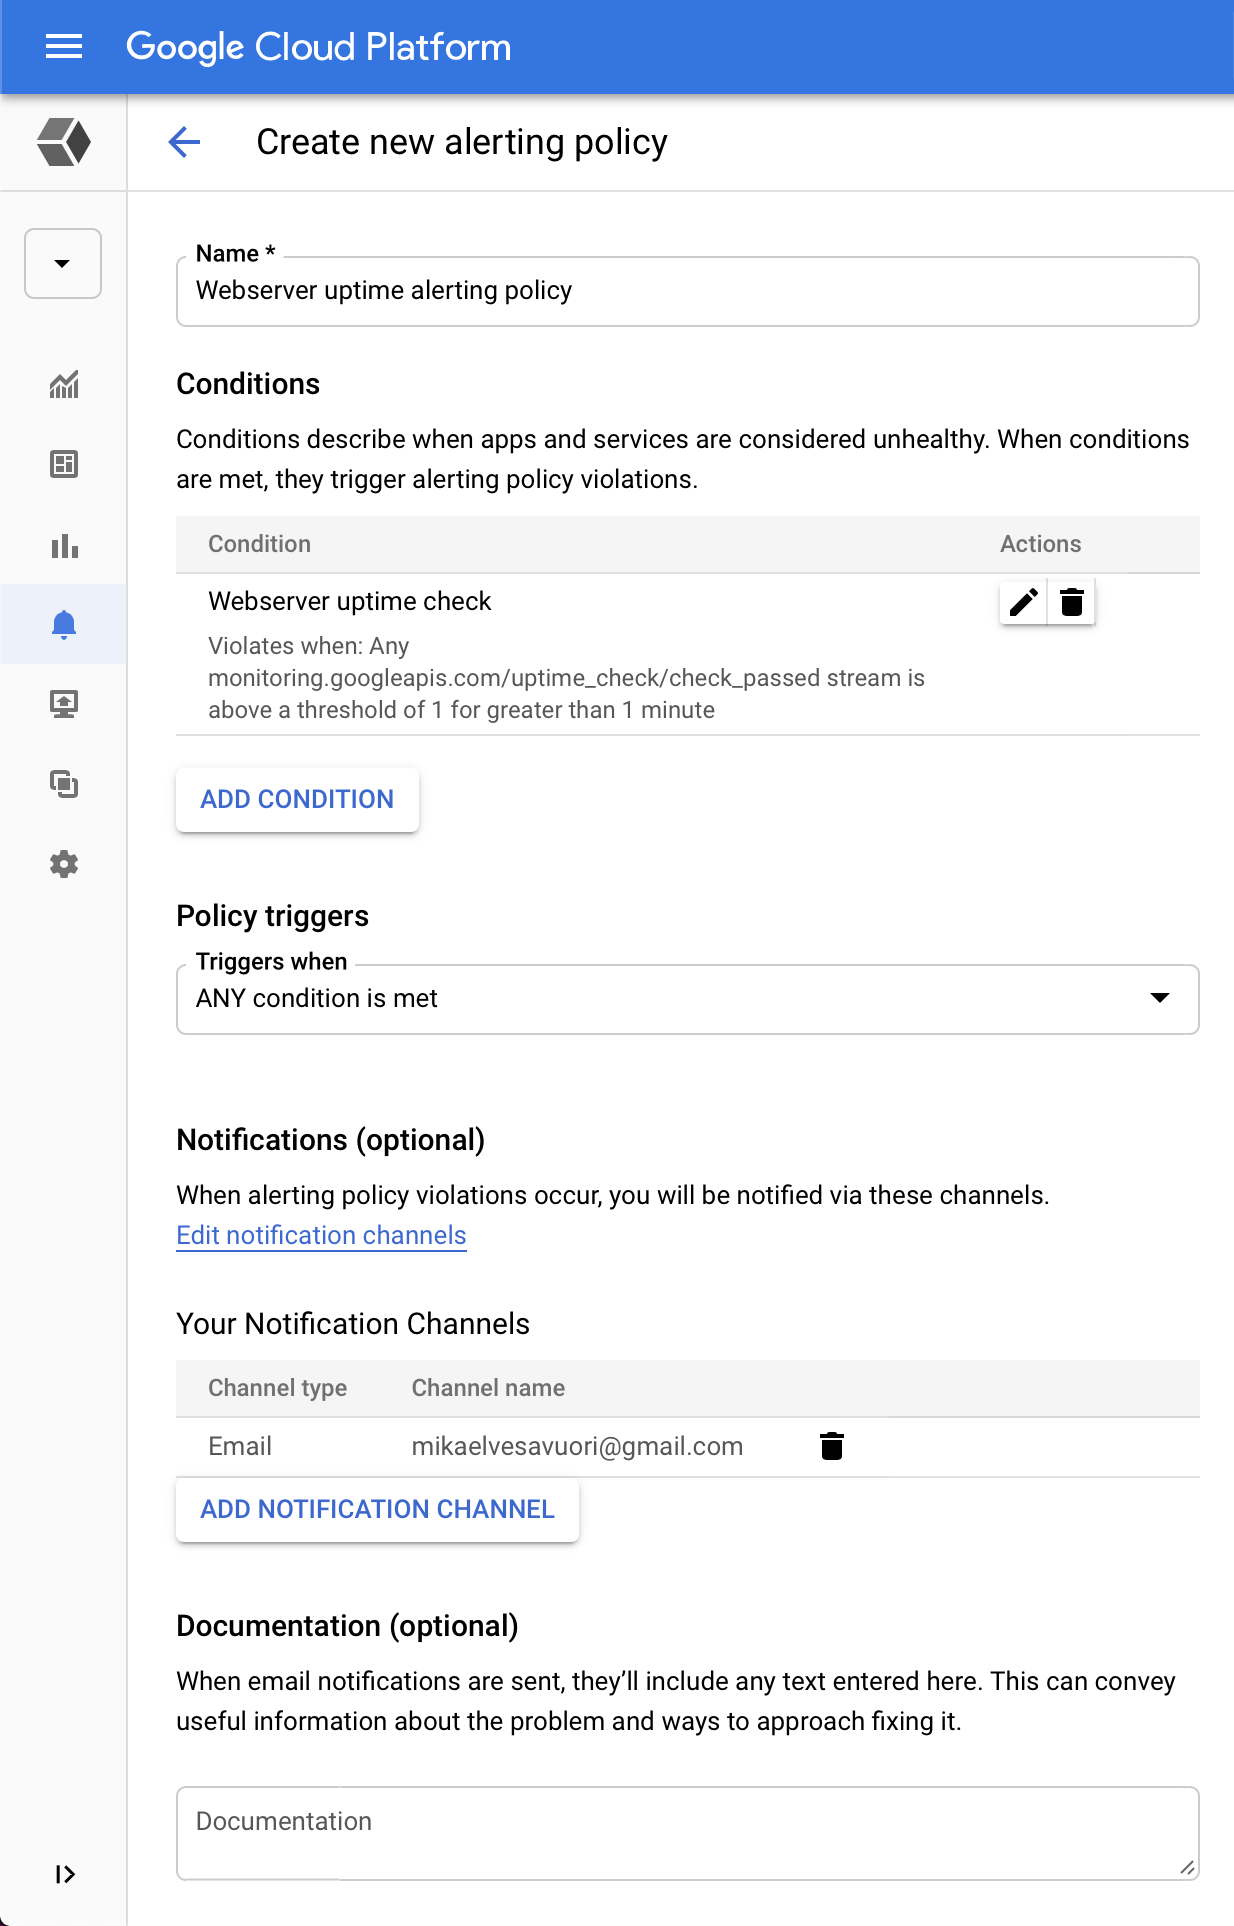 Google Cloud Platform
Create new alerting policy
Name *
Webserver uptime alerting policy
Conditions
Conditions describe when apps and services are considered unhealthy. When conditions
are met, they trigger alerting policy violations.
Condition Actions
Webserver uptime check
Violates when: Any
monitoring.googleapis.com/uptime_check/check_passed stream is
above a threshold of 1 for greater than 1 minute
ADD CONDITION
Policy triggers
Triggers when
ANY condition is met
Notifications (optional)
When alerting policy violations occur, you will be notified via these channels.
Edit notification channels
Your Notification Channels
Channel type Channel name
Email mikaelvesavuori@gmail.com
ADD NOTIFICATION CHANNEL
Documentation (optional)
When email notifications are sent, they’ll include any text entered here. This can convey
useful information about the problem and ways to approach fixing it.
Documentation